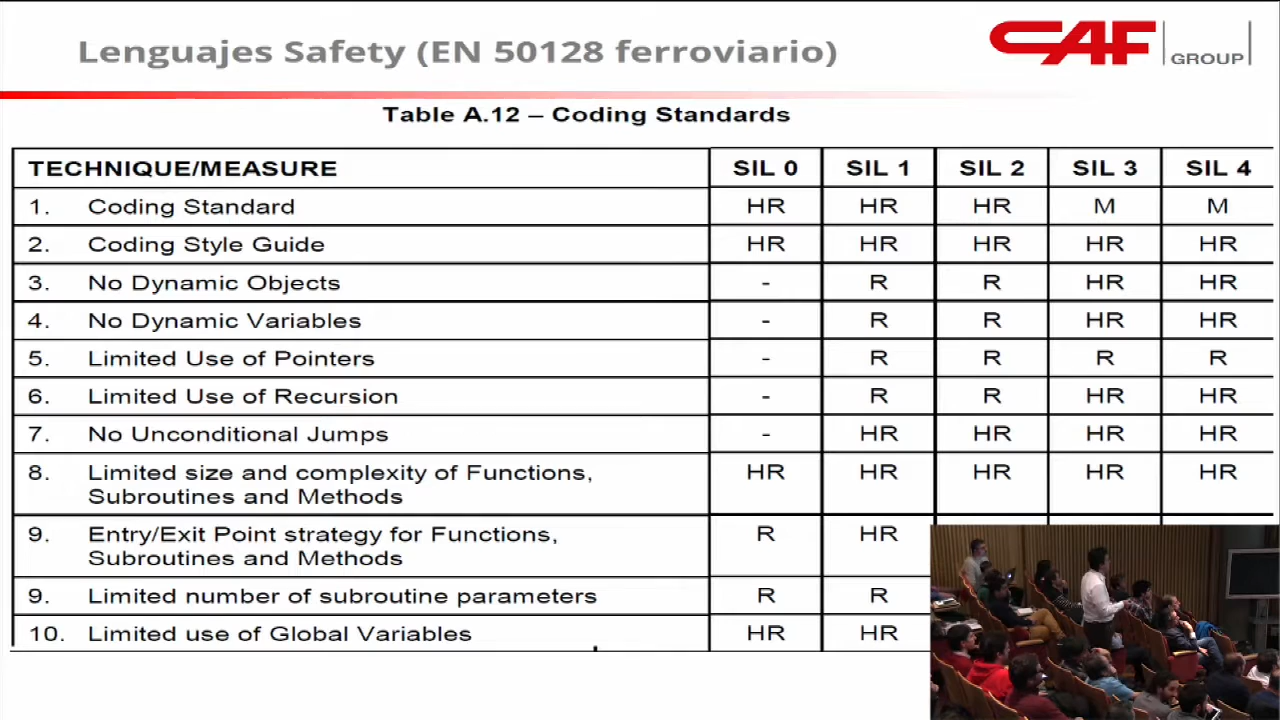 Lenguajes Safety (EN 50128 ferroviario)
CAF GROUP
Table A.12 – Coding Standards
TECHNIQUE/MEASURE SIL 0 SIL 1 SIL 2 SIL 3 SIL 4
1. Coding Standard HR HR HR M M
2. Coding Style Guide HR HR HR HR HR
3. No Dynamic Objects - R R HR HR
4. No Dynamic Variables - R R HR HR
5. Limited Use of Pointers - R R R R
6. Limited Use of Recursion - R R HR HR
7. No Unconditional Jumps - HR HR HR HR
8. Limited size and complexity of Functions, HR HR HR HR HR
Subroutines and Methods
9. Entry/Exit Point strategy for Functions, R HR
Subroutines and Methods
9. Limited number of subroutine parameters R R
10. Limited use of Global Variables HR HR